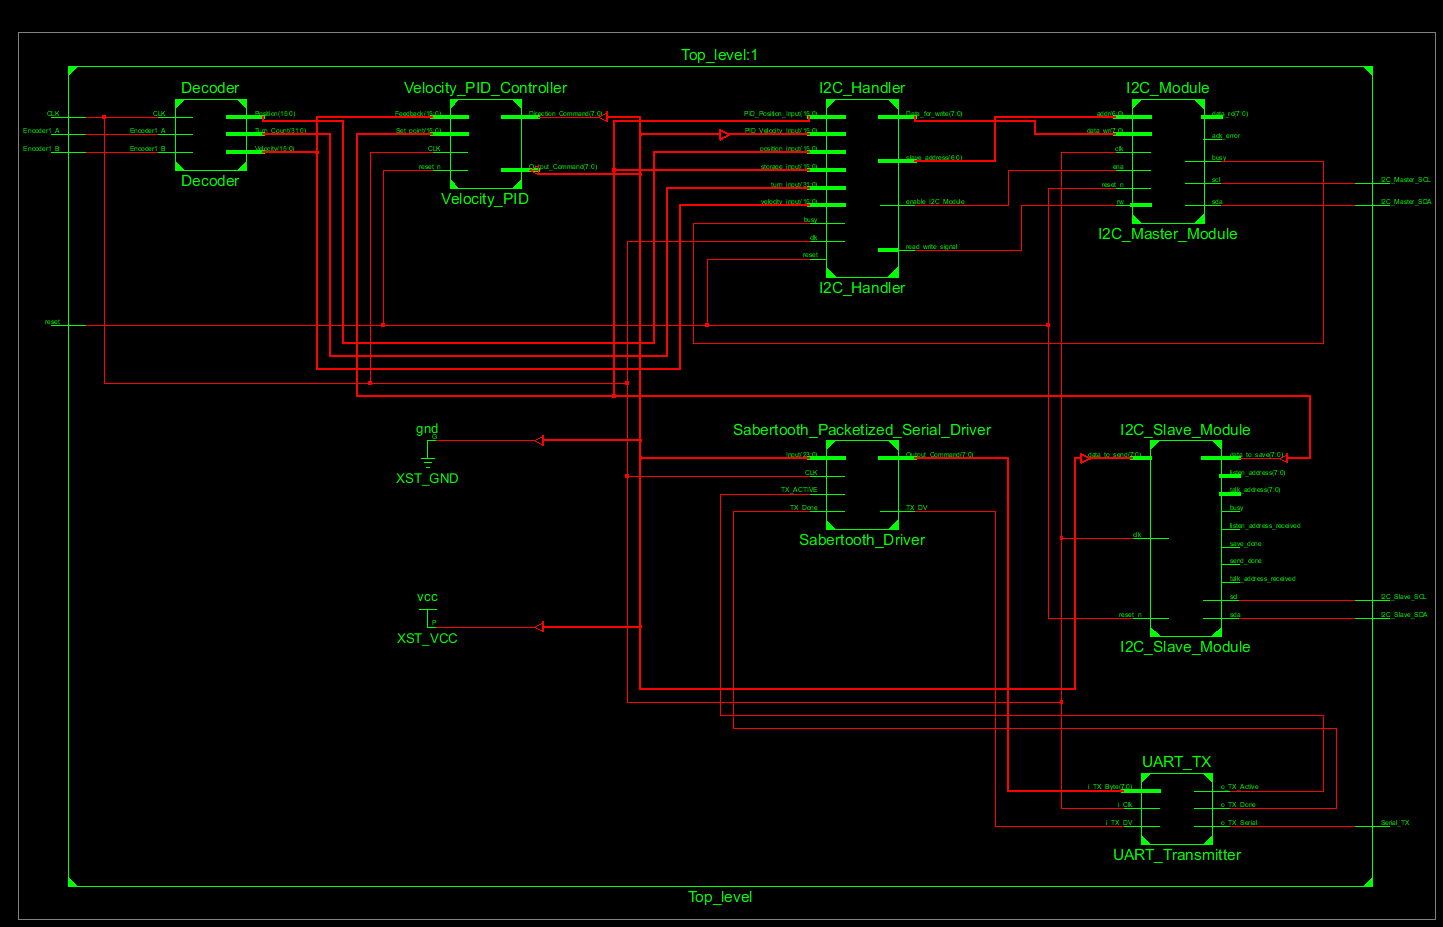 Top_level:1
Decoder
CLK
Encoder1_A
Encoder1_B
CLK
Encoder1_A
Encoder1_B
Position(15:0)
Turn_Count(31:0)
Velocity(15:0)
Decoder
Velocity_PID_Controller
Feedback(15:0)
Set_point(15:0)
CLK
reset_n
Direction_Command(7:0)
Output_Command(7:0)
Velocity_PID
I2C_Handler
PID_Position_input(15:0)
PID_Velocity_input(15:0)
position_input(15:0)
storage_input(15:0)
turn_input(31:0)
velocity_input(15:0)
busy
clk
reset
Data_for_write(7:0)
slave_address(6:0)
enable_I2C_Module
read_write_signal
I2C_Handler
I2C_Module
addr(6:0)
data_wr(7:0)
clk
ena
reset_n
rw
data_rd(7:0)
ack_error
busy
scl
sda
I2C_Master_SCL
I2C_Master_SDA
I2C_Master_Module
reset
gnd
G
XST_GND
vcc
P
XST_VCC
Sabertooth_Packetized_Serial_Driver
Input(23:0)
CLK
TX_ACTIVE
TX_Done
Output_Command(7:0)
TX_DV
Sabertooth_Driver
I2C_Slave_Module
data_to_send(7:0)
clk
reset_n
data_to_save(7:0)
listen_address(7:0)
talk_address(7:0)
busy
listen_address_received
save_done
send_done
talk_address_received
scl
sda
I2C_Slave_SCL
I2C_Slave_SDA
I2C_Slave_Module
UART_TX
i_TX_Byte(7:0)
i_Clk
i_TX_DV
o_TX_Active
o_TX_Done
o_TX_Serial
Serial_TX
UART_Transmitter
Top_level